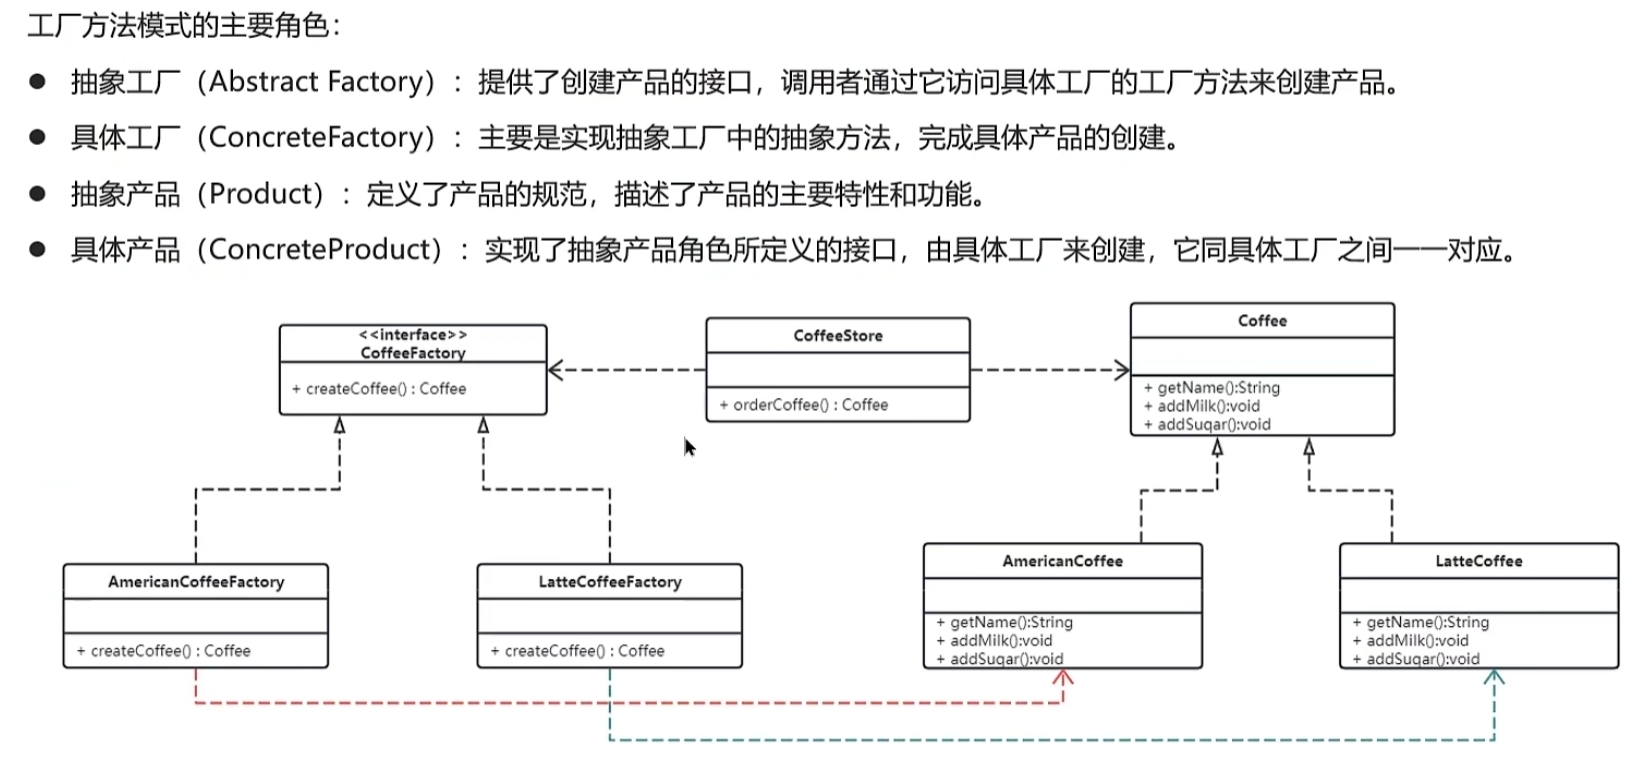 工厂方法模式的主要角色：
● 抽象工厂（Abstract Factory）：提供了创建产品的接口，调用者通过它访问具体工厂的工厂方法来创建产品。
● 具体工厂（ConcreteFactory）：主要是实现抽象工厂中的抽象方法，完成具体产品的创建。
● 抽象产品（Product）：定义了产品的规范，描述了产品的主要特性和功能。
● 具体产品（ConcreteProduct）：实现了抽象产品角色所定义的接口，由具体工厂来创建，它同具体工厂之间一一对应。
<<interface>>
CoffeeFactory
+ createCoffee() : Coffee
CoffeeStore
+ orderCoffee() : Coffee
Coffee
+ getName():String
+ addMilk():void
+ addSugar():void
AmericanCoffeeFactory
+ createCoffee() : Coffee
LatteCoffeeFactory
+ createCoffee() : Coffee
AmericanCoffee
+ getName():String
+ addMilk():void
+ addSugar():void
LatteCoffee
+ getName():String
+ addMilk():void
+ addSugar():void